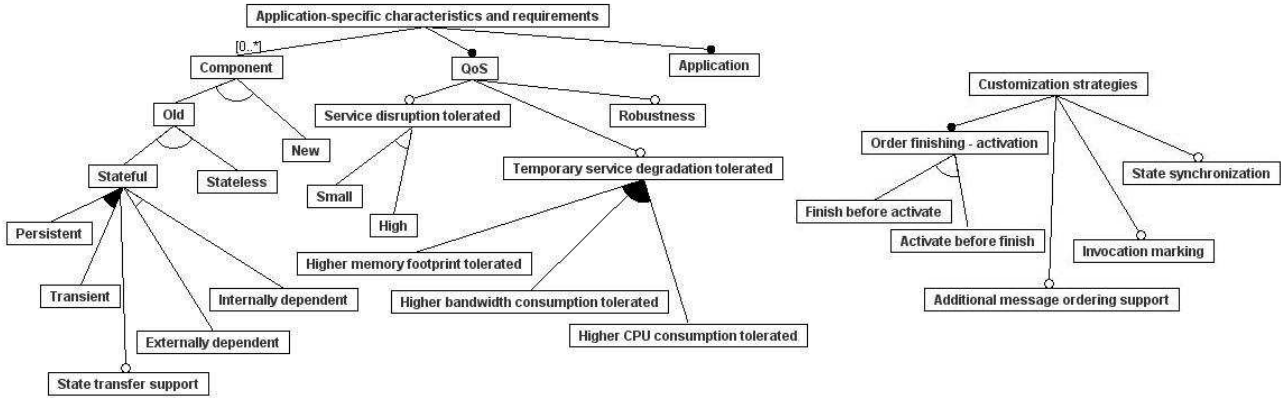 Application-specific characteristics and requirements
[0..*]
Component
QoS
Application
Old
Service disruption tolerated
Robustness
New
Stateful
Stateless
Small
High
Temporary service degradation tolerated
Persistent
Transient
Internally dependent
Externally dependent
State transfer support
Higher memory footprint tolerated
Higher bandwidth consumption tolerated
Higher CPU consumption tolerated
Customization strategies
Order finishing - activation
State synchronization
Finish before activate
Activate before finish
Invocation marking
Additional message ordering support